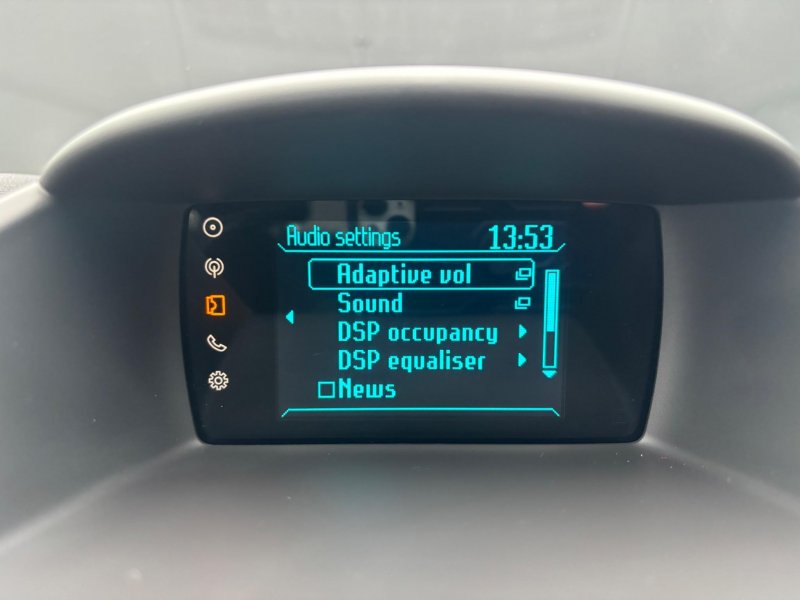 Audio settings 13:53
Adaptive vol
Sound
DSP occupancy
DSP equaliser
News